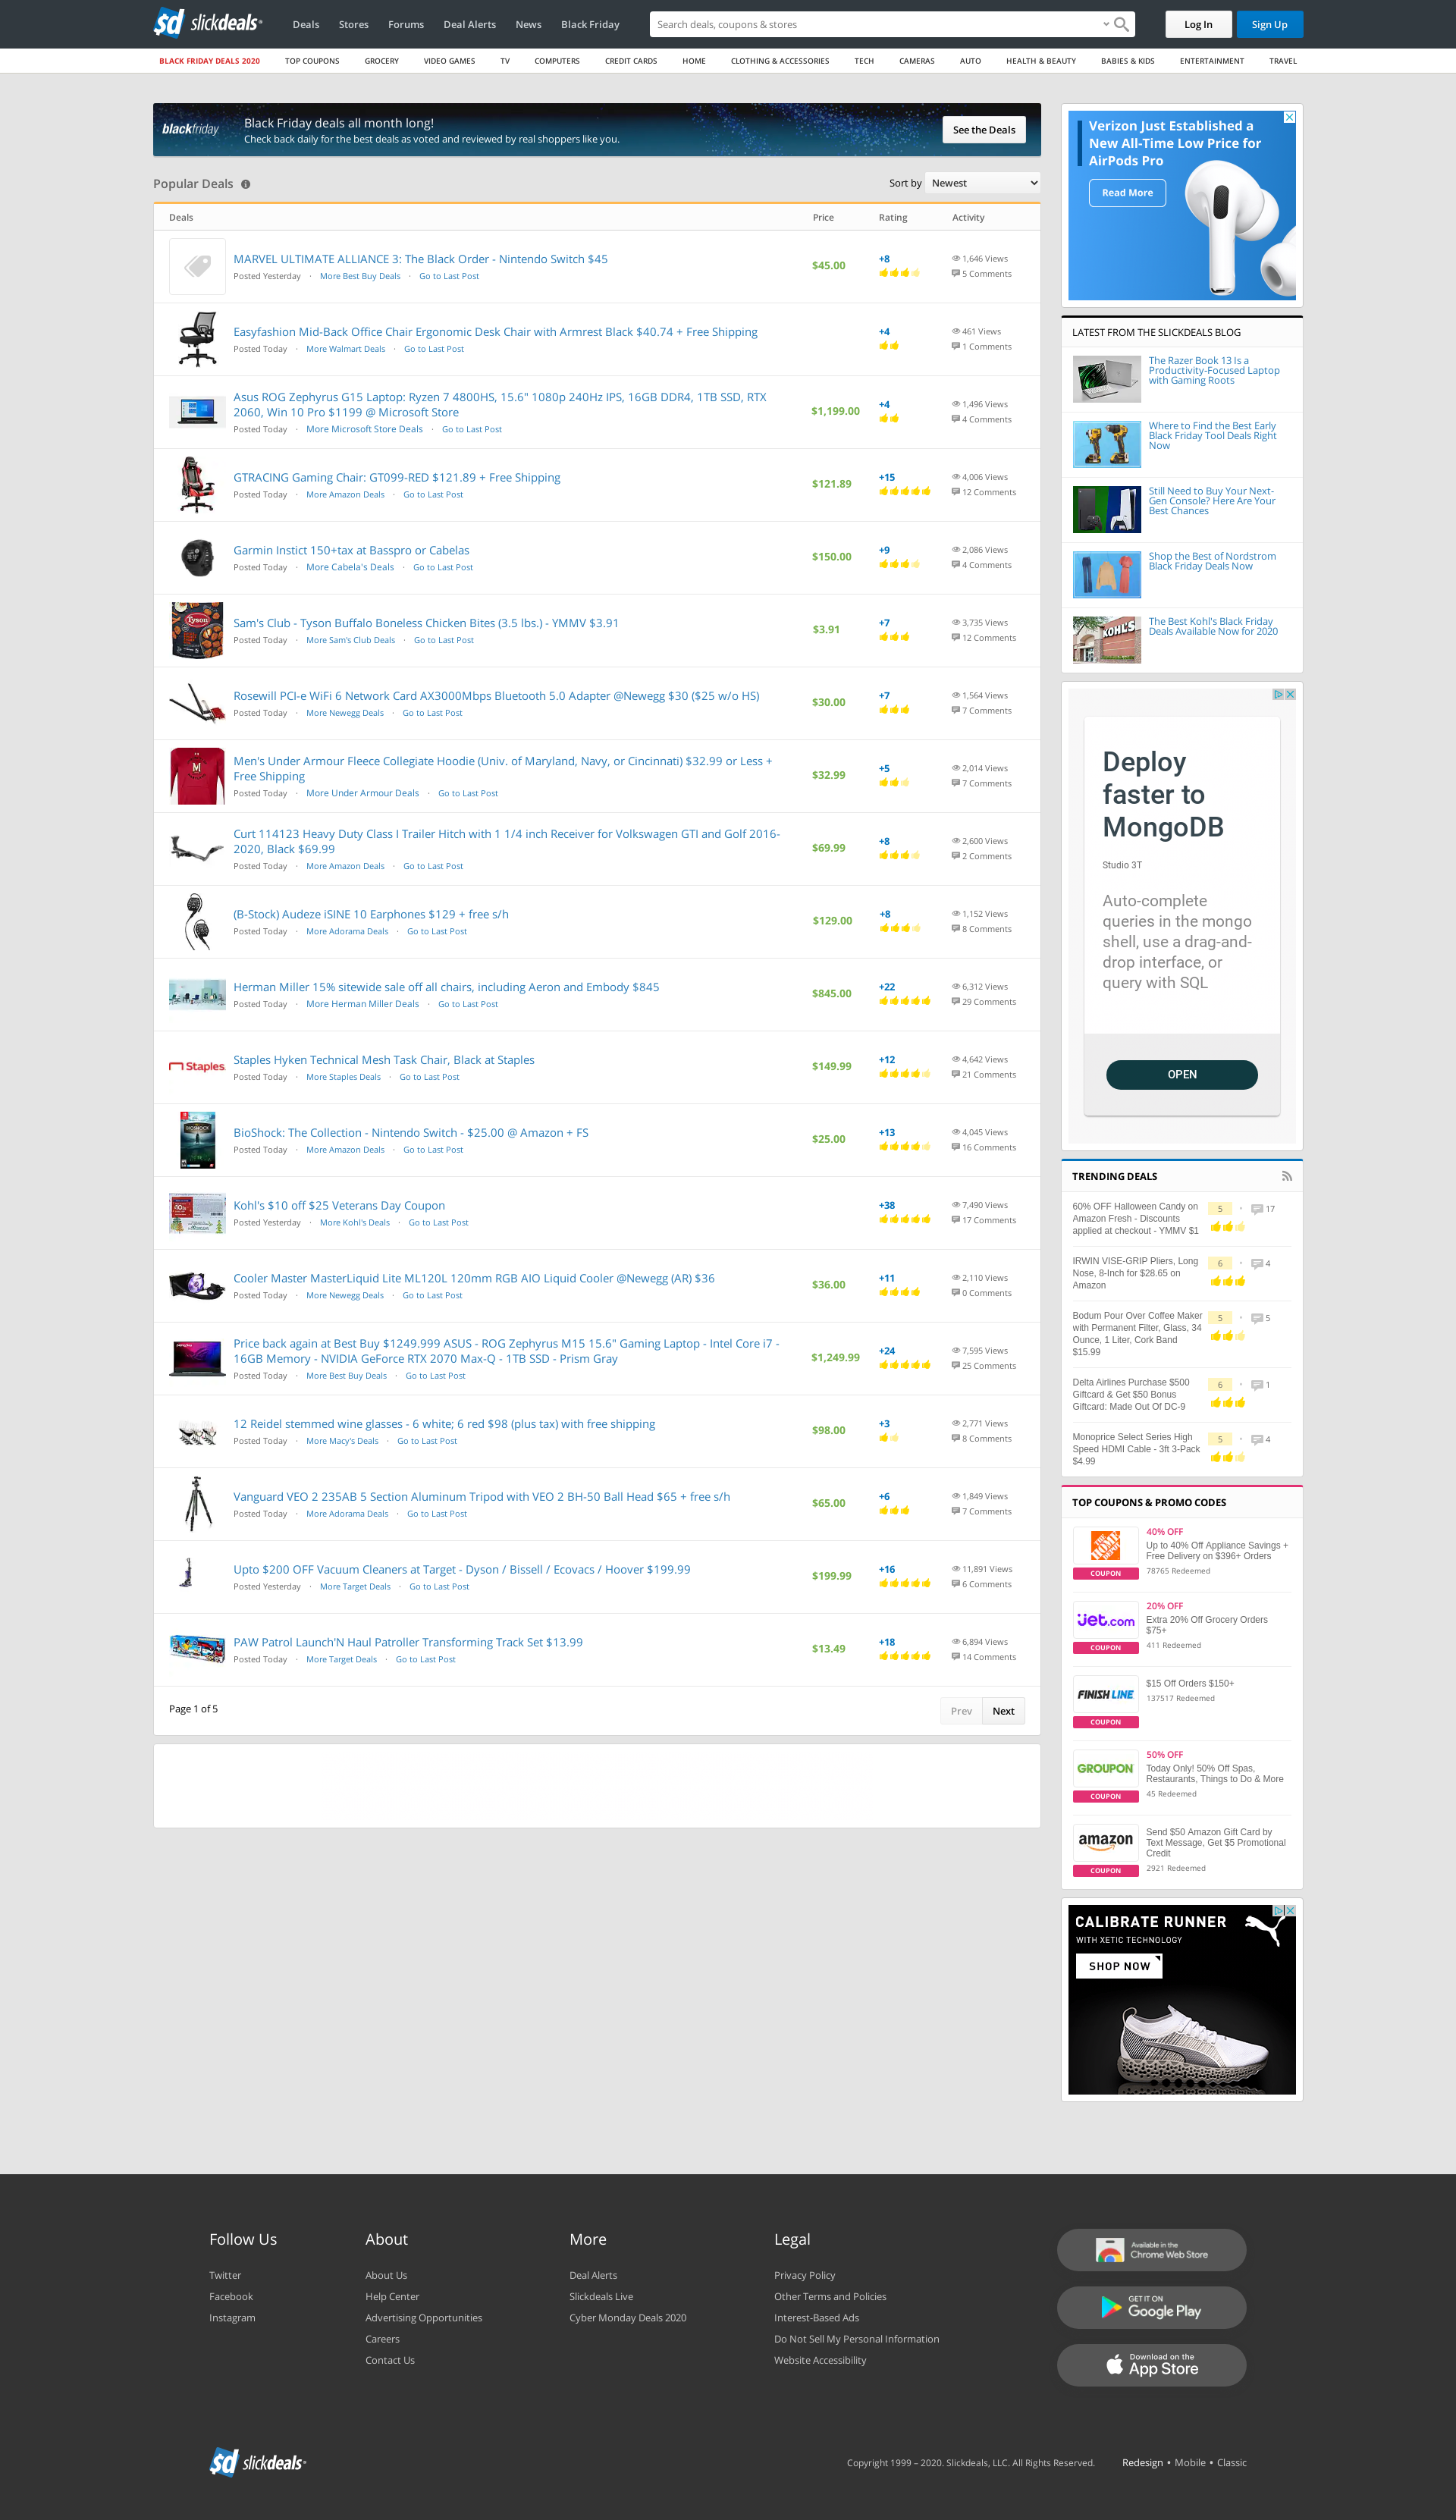 sd slickdeals
Deals Stores Forums Deal Alerts News Black Friday
Search deals, coupons & stores
Log In Sign Up
BLACK FRIDAY DEALS 2020 TOP COUPONS GROCERY VIDEO GAMES TV COMPUTERS CREDIT CARDS HOME CLOTHING & ACCESSORIES TECH CAMERAS AUTO HEALTH & BEAUTY BABIES & KIDS ENTERTAINMENT TRAVEL
blackfriday
Black Friday deals all month long!
Check back daily for the best deals as voted and reviewed by real shoppers like you.
See the Deals
Popular Deals
Sort by Newest
Deals Price Rating Activity
MARVEL ULTIMATE ALLIANCE 3: The Black Order - Nintendo Switch $45
Posted Yesterday · More Best Buy Deals · Go to Last Post
$45.00
+8
1,646 Views
5 Comments
Easyfashion Mid-Back Office Chair Ergonomic Desk Chair with Armrest Black $40.74 + Free Shipping
Posted Today · More Walmart Deals · Go to Last Post
+4
461 Views
1 Comments
Asus ROG Zephyrus G15 Laptop: Ryzen 7 4800HS, 15.6" 1080p 240Hz IPS, 16GB DDR4, 1TB SSD, RTX
2060, Win 10 Pro $1199 @ Microsoft Store
Posted Today · More Microsoft Store Deals · Go to Last Post
$1,199.00
+4
1,496 Views
4 Comments
GTRACING Gaming Chair: GT099-RED $121.89 + Free Shipping
Posted Today · More Amazon Deals · Go to Last Post
$121.89
+15
4,006 Views
12 Comments
Garmin Instict 150+tax at Basspro or Cabelas
Posted Today · More Cabela's Deals · Go to Last Post
$150.00
+9
2,086 Views
4 Comments
Tyson
Sam's Club - Tyson Buffalo Boneless Chicken Bites (3.5 lbs.) - YMMV $3.91
Posted Today · More Sam's Club Deals · Go to Last Post
$3.91
+7
3,735 Views
12 Comments
Rosewill PCI-e WiFi 6 Network Card AX3000Mbps Bluetooth 5.0 Adapter @Newegg $30 ($25 w/o HS)
Posted Today · More Newegg Deals · Go to Last Post
$30.00
+7
1,564 Views
7 Comments
M
Men's Under Armour Fleece Collegiate Hoodie (Univ. of Maryland, Navy, or Cincinnati) $32.99 or Less +
Free Shipping
Posted Today · More Under Armour Deals · Go to Last Post
$32.99
+5
2,014 Views
7 Comments
Curt 114123 Heavy Duty Class I Trailer Hitch with 1 1/4 inch Receiver for Volkswagen GTI and Golf 2016-
2020, Black $69.99
Posted Today · More Amazon Deals · Go to Last Post
$69.99
+8
2,600 Views
2 Comments
(B-Stock) Audeze iSINE 10 Earphones $129 + free s/h
Posted Today · More Adorama Deals · Go to Last Post
$129.00
+8
1,152 Views
8 Comments
Herman Miller 15% sitewide sale off all chairs, including Aeron and Embody $845
Posted Today · More Herman Miller Deals · Go to Last Post
$845.00
+22
6,312 Views
29 Comments
Staples
Staples Hyken Technical Mesh Task Chair, Black at Staples
Posted Today · More Staples Deals · Go to Last Post
$149.99
+12
4,642 Views
21 Comments
BIOSHOCK
BioShock: The Collection - Nintendo Switch - $25.00 @ Amazon + FS
Posted Today · More Amazon Deals · Go to Last Post
$25.00
+13
4,045 Views
16 Comments
Kohl's $10 off $25 Veterans Day Coupon
Posted Yesterday · More Kohl's Deals · Go to Last Post
+38
7,490 Views
17 Comments
Cooler Master MasterLiquid Lite ML120L 120mm RGB AIO Liquid Cooler @Newegg (AR) $36
Posted Today · More Newegg Deals · Go to Last Post
$36.00
+11
2,110 Views
0 Comments
Price back again at Best Buy $1249.999 ASUS - ROG Zephyrus M15 15.6" Gaming Laptop - Intel Core i7 -
16GB Memory - NVIDIA GeForce RTX 2070 Max-Q - 1TB SSD - Prism Gray
Posted Today · More Best Buy Deals · Go to Last Post
$1,249.99
+24
7,595 Views
25 Comments
12 Reidel stemmed wine glasses - 6 white; 6 red $98 (plus tax) with free shipping
Posted Today · More Macy's Deals · Go to Last Post
$98.00
+3
2,771 Views
8 Comments
Vanguard VEO 2 235AB 5 Section Aluminum Tripod with VEO 2 BH-50 Ball Head $65 + free s/h
Posted Today · More Adorama Deals · Go to Last Post
$65.00
+6
1,849 Views
7 Comments
Upto $200 OFF Vacuum Cleaners at Target - Dyson / Bissell / Ecovacs / Hoover $199.99
Posted Yesterday · More Target Deals · Go to Last Post
$199.99
+16
11,891 Views
6 Comments
PAW Patrol Launch'N Haul Patroller Transforming Track Set $13.99
Posted Today · More Target Deals · Go to Last Post
$13.49
+18
6,894 Views
14 Comments
Page 1 of 5
Prev Next
Verizon Just Established a
New All-Time Low Price for
AirPods Pro
Read More
LATEST FROM THE SLICKDEALS BLOG
The Razer Book 13 Is a
Productivity-Focused Laptop
with Gaming Roots
Where to Find the Best Early
Black Friday Tool Deals Right
Now
Still Need to Buy Your Next-
Gen Console? Here Are Your
Best Chances
Shop the Best of Nordstrom
Black Friday Deals Now
KOHL'S
The Best Kohl's Black Friday
Deals Available Now for 2020
Deploy
faster to
MongoDB
Studio 3T
Auto-complete
queries in the mongo
shell, use a drag-and-
drop interface, or
query with SQL
OPEN
TRENDING DEALS
60% OFF Halloween Candy on
Amazon Fresh - Discounts
applied at checkout - YMMV $1
5 • 17
IRWIN VISE-GRIP Pliers, Long
Nose, 8-Inch for $28.65 on
Amazon
6 • 4
Bodum Pour Over Coffee Maker
with Permanent Filter, Glass, 34
Ounce, 1 Liter, Cork Band
$15.99
5 • 5
Delta Airlines Purchase $500
Giftcard & Get $50 Bonus
Giftcard: Made Out Of DC-9
6 • 1
Monoprice Select Series High
Speed HDMI Cable - 3ft 3-Pack
$4.99
5 • 4
TOP COUPONS & PROMO CODES
THE HOME DEPOT
COUPON
40% OFF
Up to 40% Off Appliance Savings +
Free Delivery on $396+ Orders
78765 Redeemed
jet.com
COUPON
20% OFF
Extra 20% Off Grocery Orders
$75+
411 Redeemed
FINISH LINE
COUPON
$15 Off Orders $150+
137517 Redeemed
GROUPON
COUPON
50% OFF
Today Only! 50% Off Spas,
Restaurants, Things to Do & More
45 Redeemed
amazon
COUPON
Send $50 Amazon Gift Card by
Text Message, Get $5 Promotional
Credit
2921 Redeemed
CALIBRATE RUNNER
WITH XETIC TECHNOLOGY
SHOP NOW
Follow Us
Twitter
Facebook
Instagram
About
About Us
Help Center
Advertising Opportunities
Careers
Contact Us
More
Deal Alerts
Slickdeals Live
Cyber Monday Deals 2020
Legal
Privacy Policy
Other Terms and Policies
Interest-Based Ads
Do Not Sell My Personal Information
Website Accessibility
Available in the
Chrome Web Store
GET IT ON
Google Play
Download on the
App Store
sd slickdeals
Copyright 1999 – 2020. Slickdeals, LLC. All Rights Reserved.
Redesign • Mobile • Classic